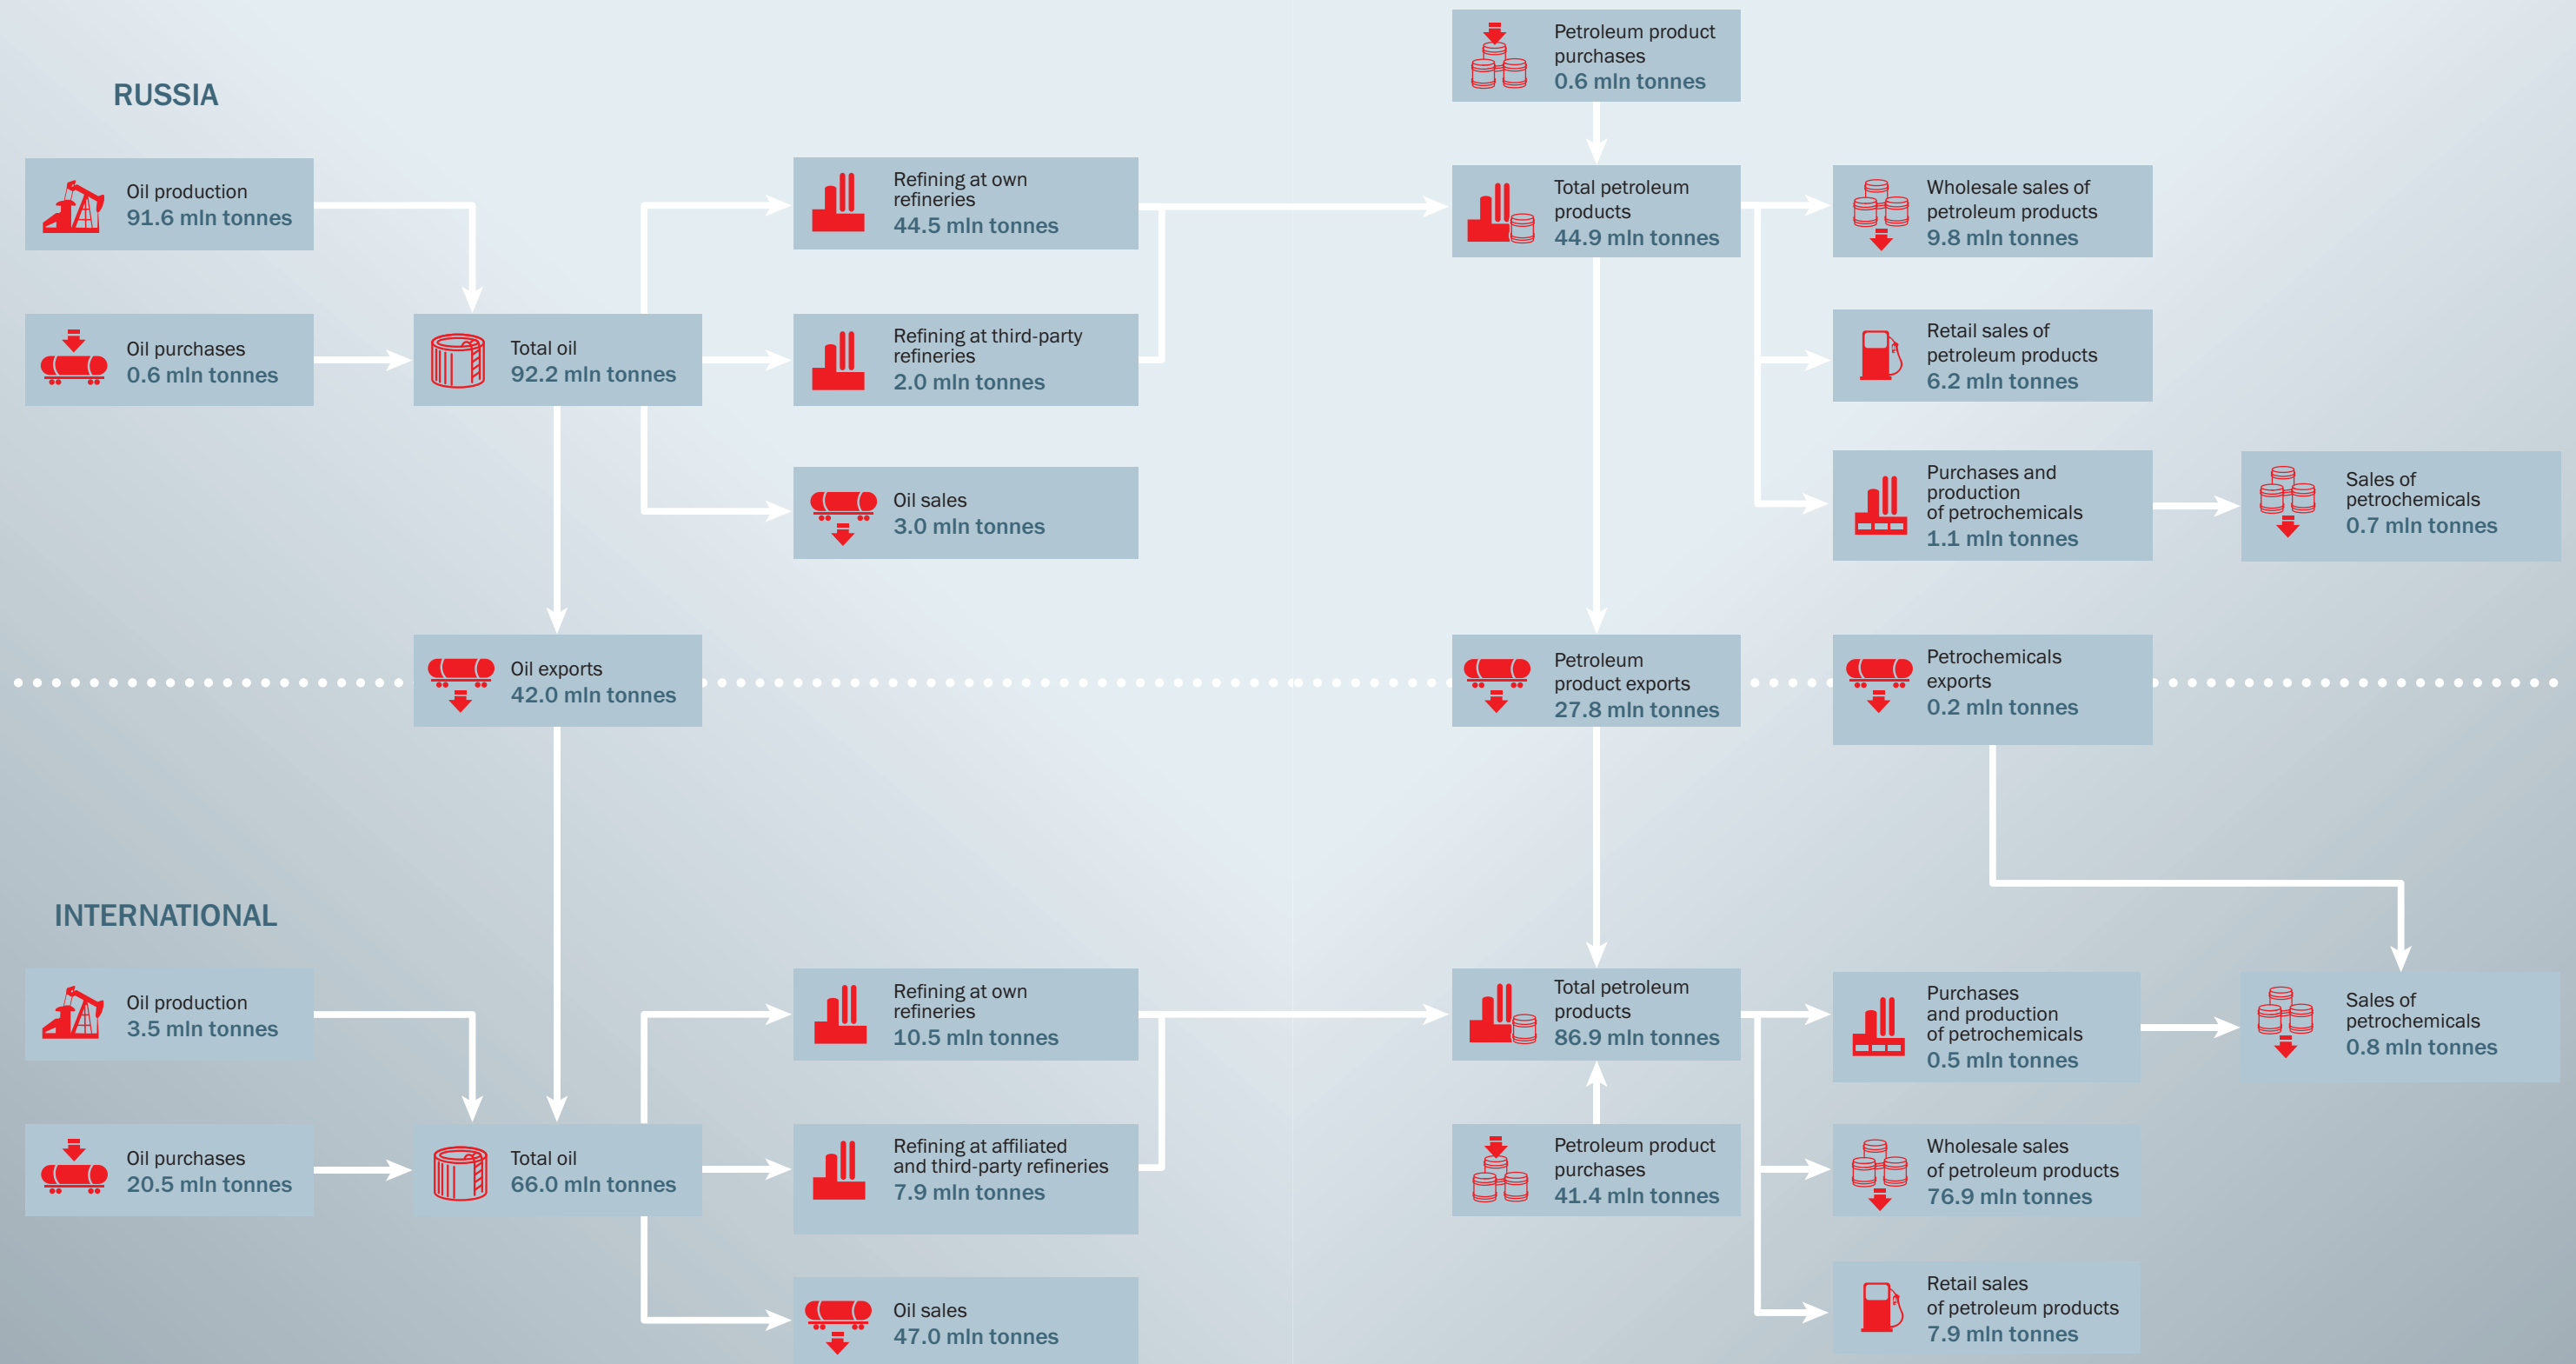 RUSSIA
Oil production
91.6 mln tonnes
Oil purchases
0.6 mln tonnes
Total oil
92.2 mln tonnes
Refining at own
refineries
44.5 mln tonnes
Refining at third-party
refineries
2.0 mln tonnes
Oil sales
3.0 mln tonnes
Petroleum product
purchases
0.6 mln tonnes
Total petroleum
products
44.9 mln tonnes
Wholesale sales of
petroleum products
9.8 mln tonnes
Retail sales of
petroleum products
6.2 mln tonnes
Purchases and
production
of petrochemicals
1.1 mln tonnes
Sales of
petrochemicals
0.7 mln tonnes
Oil exports
42.0 mln tonnes
Petroleum
product exports
27.8 mln tonnes
Petrochemicals
exports
0.2 mln tonnes
INTERNATIONAL
Oil production
3.5 mln tonnes
Oil purchases
20.5 mln tonnes
Total oil
66.0 mln tonnes
Refining at own
refineries
10.5 mln tonnes
Refining at affiliated
and third-party refineries
7.9 mln tonnes
Oil sales
47.0 mln tonnes
Total petroleum
products
86.9 mln tonnes
Petroleum product
purchases
41.4 mln tonnes
Purchases
and production
of petrochemicals
0.5 mln tonnes
Sales of
petrochemicals
0.8 mln tonnes
Wholesale sales
of petroleum products
76.9 mln tonnes
Retail sales
of petroleum products
7.9 mln tonnes